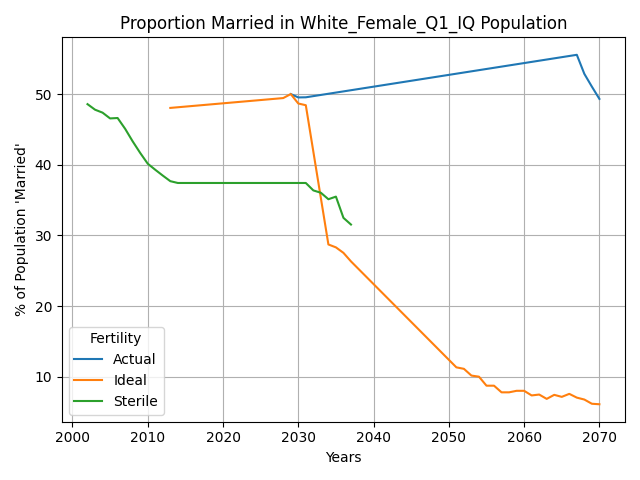 Proportion Married in White_Female_Q1_IQ Population
% of Population 'Married'
50
40
30
20
10
Fertility
Actual
Ideal
Sterile
2000 2010 2020 2030 2040 2050 2060 2070
Years